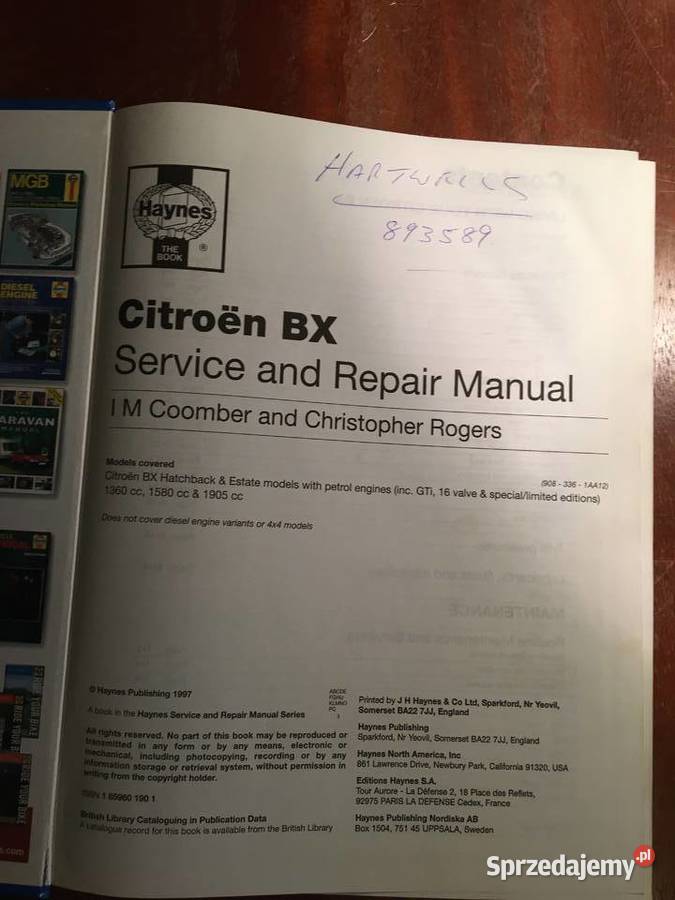 HARTWELLS
893589
Haynes
THE
BOOK
®
MGB
DIESEL
ENGINE
ARAVAN
MANUAL
Citroën BX
Service and Repair Manual
I M Coomber and Christopher Rogers
Models covered
(908 - 336 - 1AA12)
Citroën BX Hatchback & Estate models with petrol engines (inc. GTi, 16 valve & special/limited editions)
1360 cc, 1580 cc & 1905 cc
Does not cover diesel engine variants or 4x4 models
© Haynes Publishing 1997
A book in the Haynes Service and Repair Manual Series
All rights reserved. No part of this book may be reproduced or
transmitted in any form or by any means, electronic or
mechanical, including photocopying, recording or by any
information storage or retrieval system, without permission in
writing from the copyright holder.
ISBN 1 85960 190 1
British Library Cataloguing in Publication Data
A catalogue record for this book is available from the British Library
ABCDE
FGHIJ
KLMNO
PQ
3
Printed by J H Haynes & Co Ltd, Sparkford, Nr Yeovil,
Somerset BA22 7JJ, England
Haynes Publishing
Sparkford, Nr Yeovil, Somerset BA22 7JJ, England
Haynes North America, Inc
861 Lawrence Drive, Newbury Park, California 91320, USA
Editions Haynes S.A.
Tour Aurore - La Défense 2, 18 Place des Reflets,
92975 PARIS LA DEFENSE Cedex, France
Haynes Publishing Nordiska AB
Box 1504, 751 45 UPPSALA, Sweden
s.com
Sprzedajemy.pl